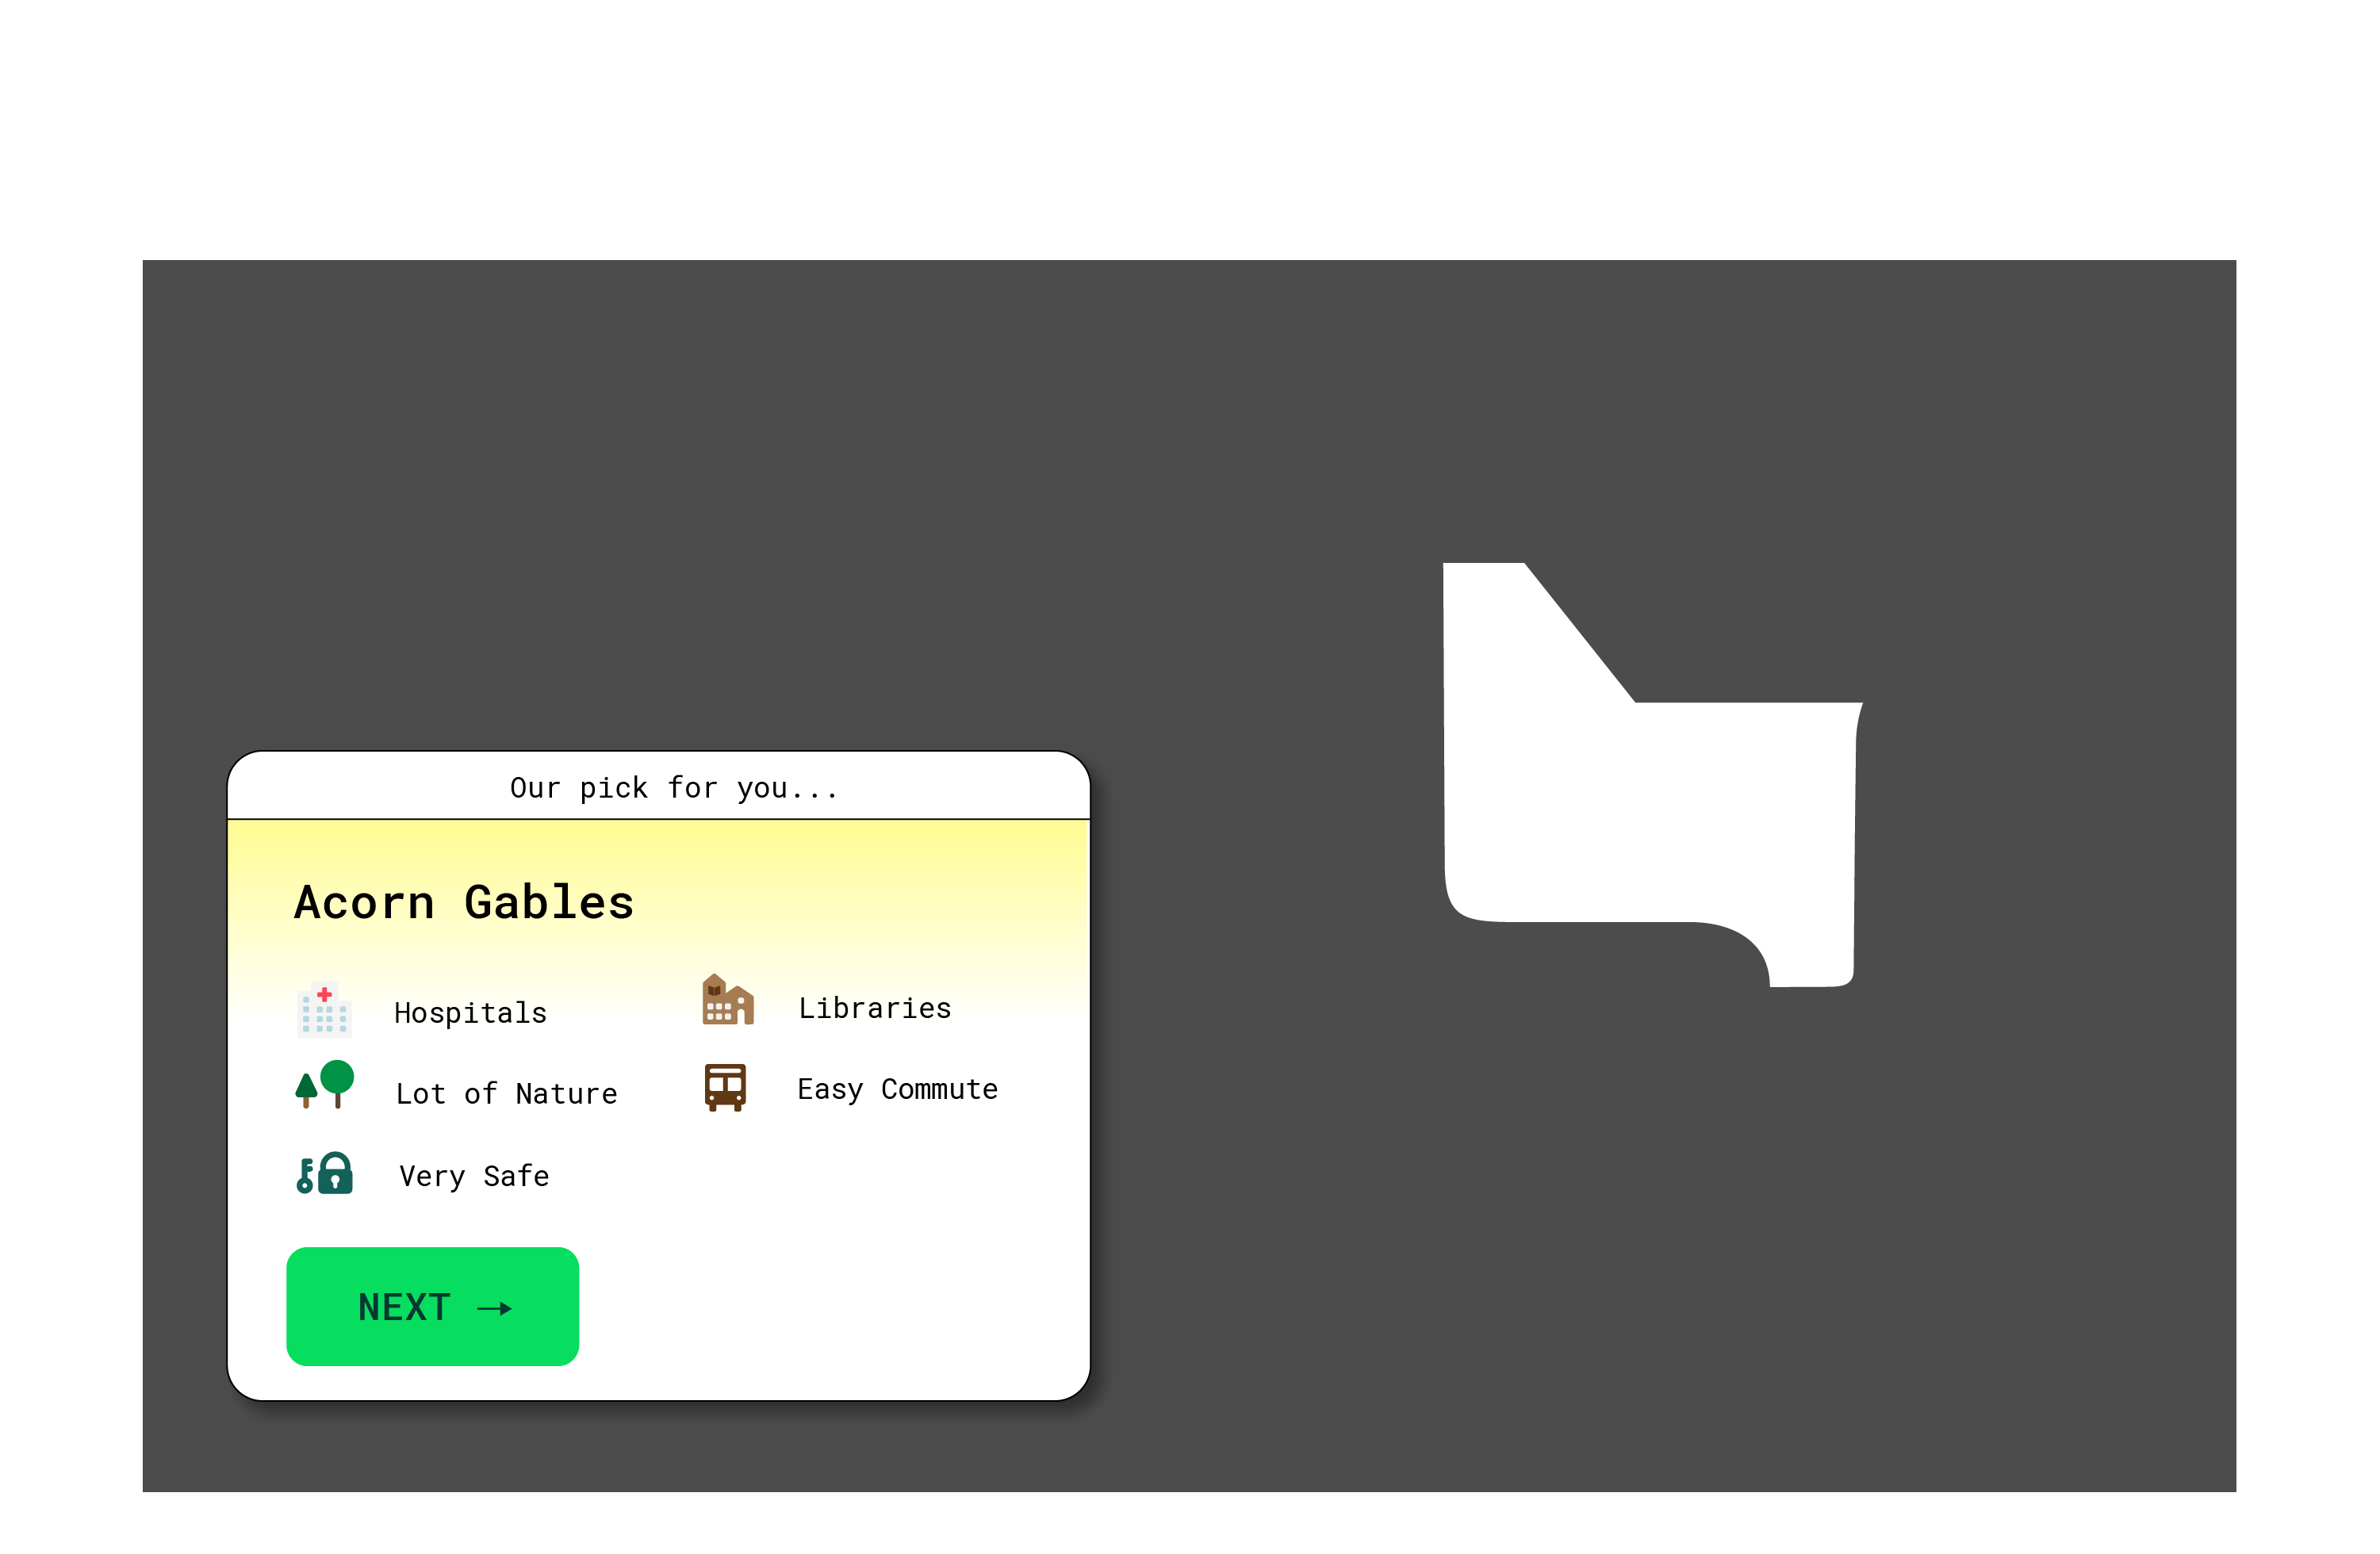 Our pick for you...
Acorn Gables
Hospitals
Libraries
Lot of Nature
Easy Commute
Very Safe
NEXT →